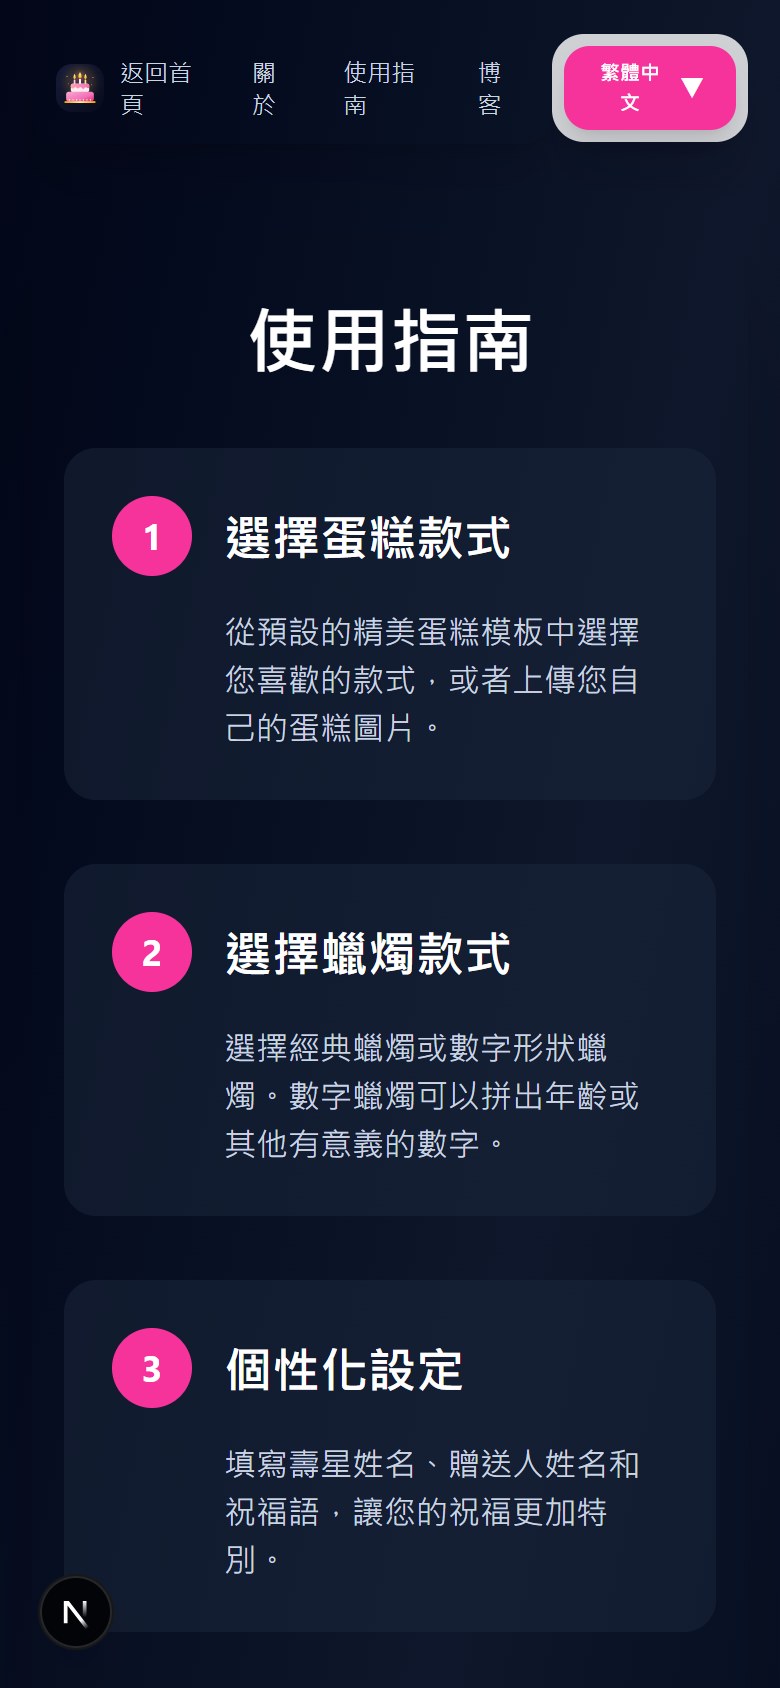 返回首
頁
關
於
使用指
南
博
客
繁體中
文
▼
使用指南
1
選擇蛋糕款式
從預設的精美蛋糕模板中選擇
您喜歡的款式，或者上傳您自
己的蛋糕圖片。
2
選擇蠟燭款式
選擇經典蠟燭或數字形狀蠟
燭。數字蠟燭可以拼出年齡或
其他有意義的數字。
3
個性化設定
填寫壽星姓名、贈送人姓名和
祝福語，讓您的祝福更加特
別。
N